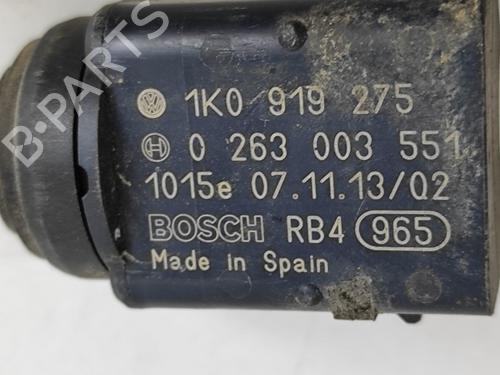 1K0 919 275
0 263 003 551
1015e 07.11.13/02
BOSCH RB4 965
Made in Spain
B-PARTS